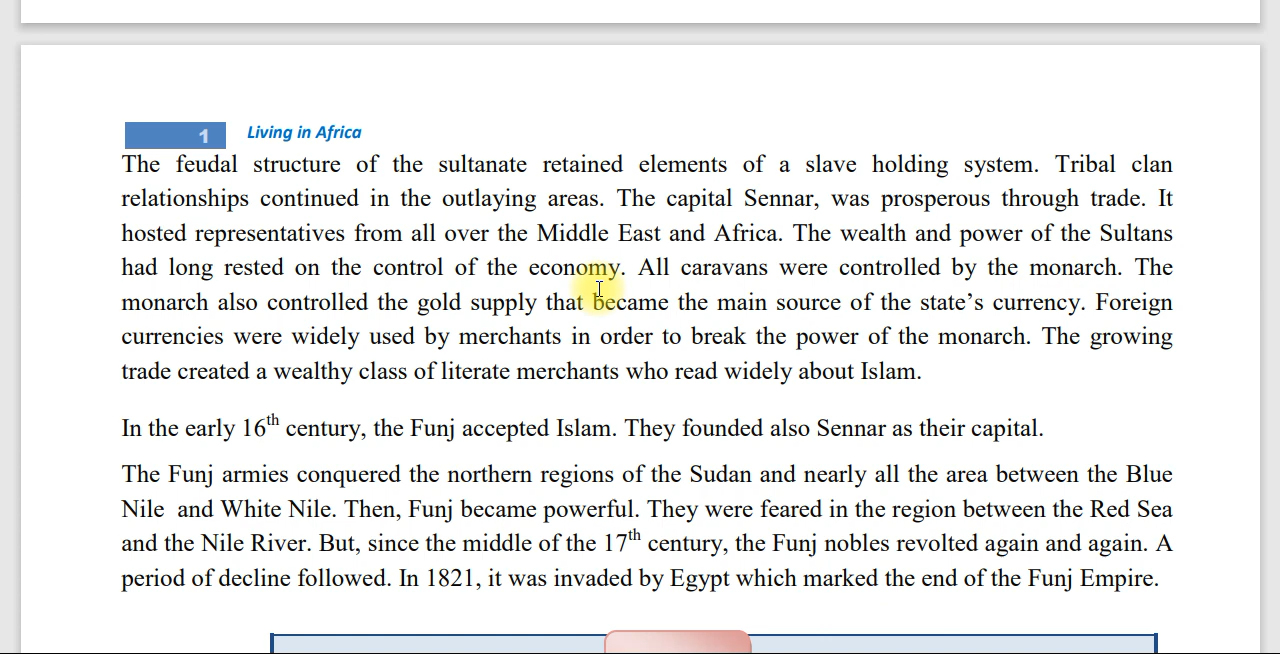 1 Living in Africa
The feudal structure of the sultanate retained elements of a slave holding system. Tribal clan
relationships continued in the outlaying areas. The capital Sennar, was prosperous through trade. It
hosted representatives from all over the Middle East and Africa. The wealth and power of the Sultans
had long rested on the control of the economy. All caravans were controlled by the monarch. The
monarch also controlled the gold supply that became the main source of the state’s currency. Foreign
currencies were widely used by merchants in order to break the power of the monarch. The growing
trade created a wealthy class of literate merchants who read widely about Islam.
In the early 16th century, the Funj accepted Islam. They founded also Sennar as their capital.
The Funj armies conquered the northern regions of the Sudan and nearly all the area between the Blue
Nile and White Nile. Then, Funj became powerful. They were feared in the region between the Red Sea
and the Nile River. But, since the middle of the 17th century, the Funj nobles revolted again and again. A
period of decline followed. In 1821, it was invaded by Egypt which marked the end of the Funj Empire.